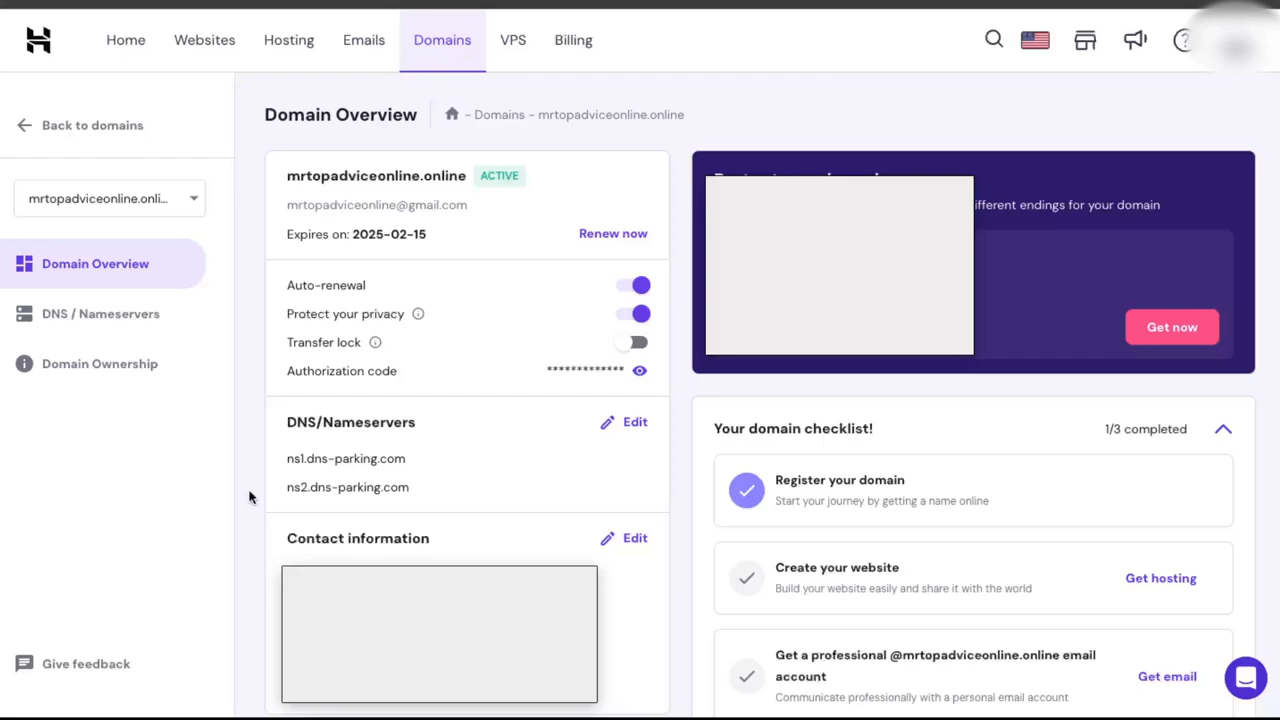 Home Websites Hosting Emails Domains VPS Billing
Back to domains
mrtopadviceonline.onli...
Domain Overview
DNS / Nameservers
Domain Ownership
Give feedback
Domain Overview - Domains - mrtopadviceonline.online
mrtopadviceonline.online ACTIVE
mrtopadviceonline@gmail.com
Expires on: 2025-02-15 Renew now
Auto-renewal
Protect your privacy
Transfer lock
Authorization code *************
DNS/Nameservers Edit
ns1.dns-parking.com
ns2.dns-parking.com
Contact information Edit
ifferent endings for your domain
Get now
Your domain checklist! 1/3 completed
Register your domain
Start your journey by getting a name online
Create your website
Build your website easily and share it with the world
Get hosting
Get a professional @mrtopadviceonline.online email
account
Communicate professionally with a personal email account
Get email